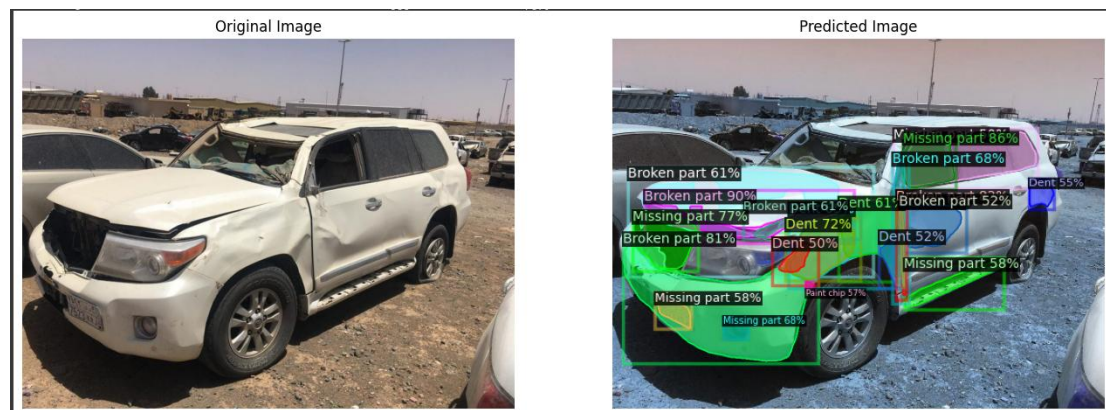 Original Image
Predicted Image
Missing part 86%
Broken part 68%
Broken part 61%
Dent 55%
Broken part 90%
Broken part 61%
ent 61%
Broken part 52%
Missing part 77%
Dent 72%
Broken part 81%
Dent 50%
Dent 52%
Missing part 58%
Paint chip 57%
Missing part 58%
Missing part 68%